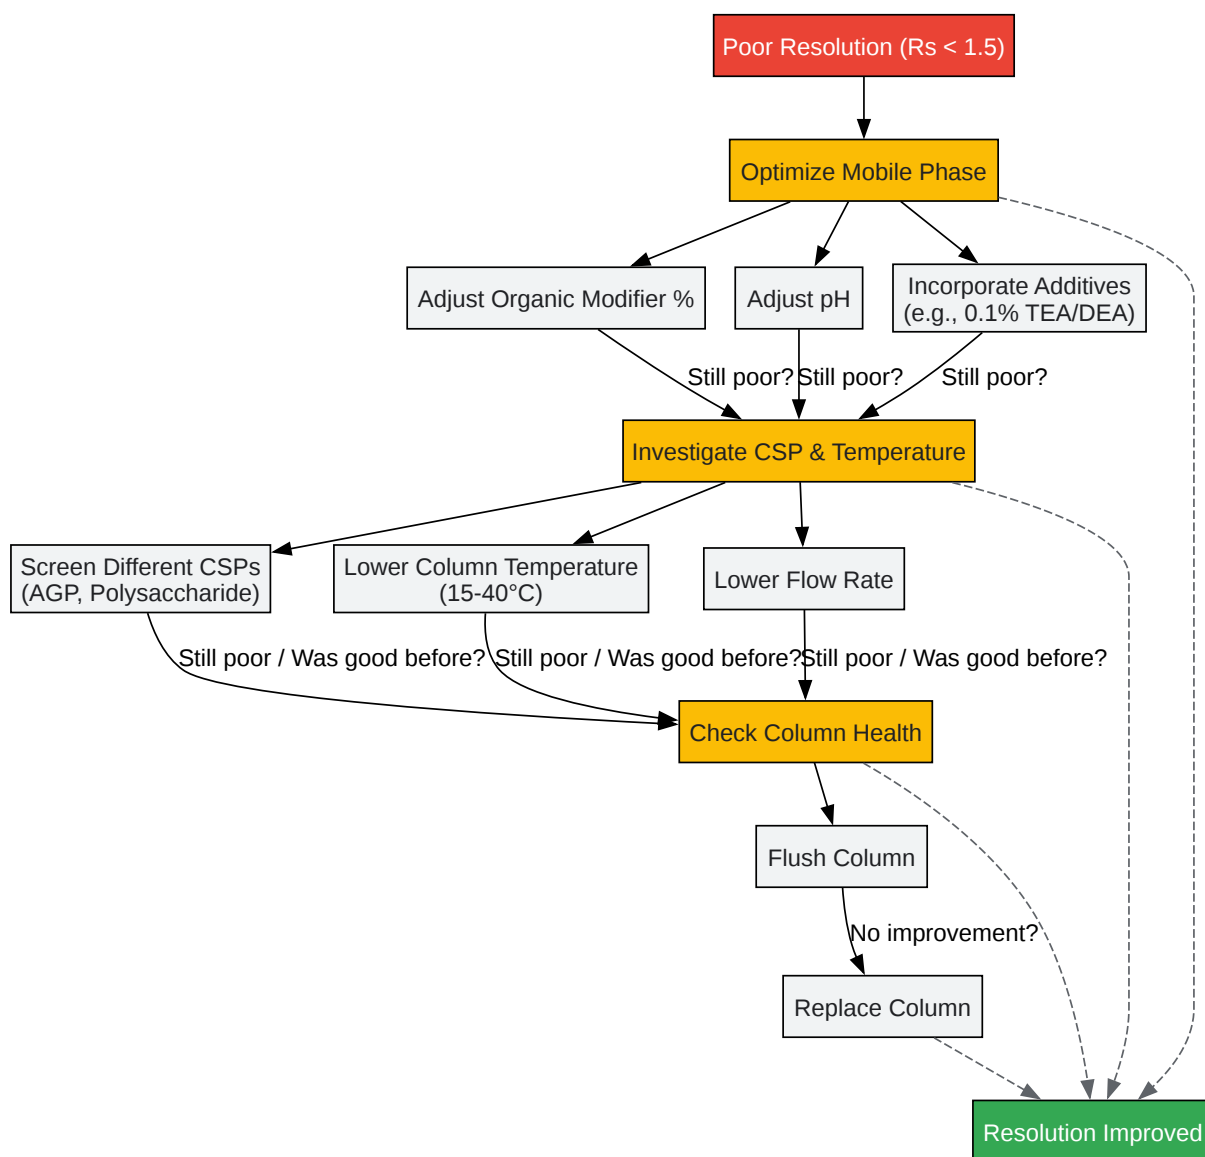 Poor Resolution (Rs < 1.5)
Optimize Mobile Phase
Adjust Organic Modifier %
Adjust pH
Incorporate Additives
(e.g., 0.1% TEA/DEA)
Still poor?
Still poor?
Still poor?
Investigate CSP & Temperature
Screen Different CSPs
(AGP, Polysaccharide)
Lower Column Temperature
(15-40°C)
Lower Flow Rate
Still poor / Was good before?
Still poor / Was good before?
Still poor / Was good before?
Check Column Health
Flush Column
No improvement?
Replace Column
Resolution Improved